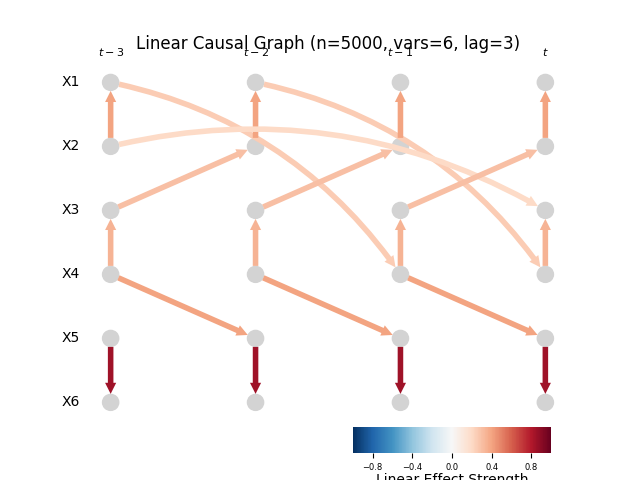 Linear Causal Graph (n=5000, vars=6, lag=3)
t − 3 t − 2 t − 1 t
X1
X2
X3
X4
X5
X6
−0.8 −0.4 0.0 0.4 0.8
Linear Effect Strength